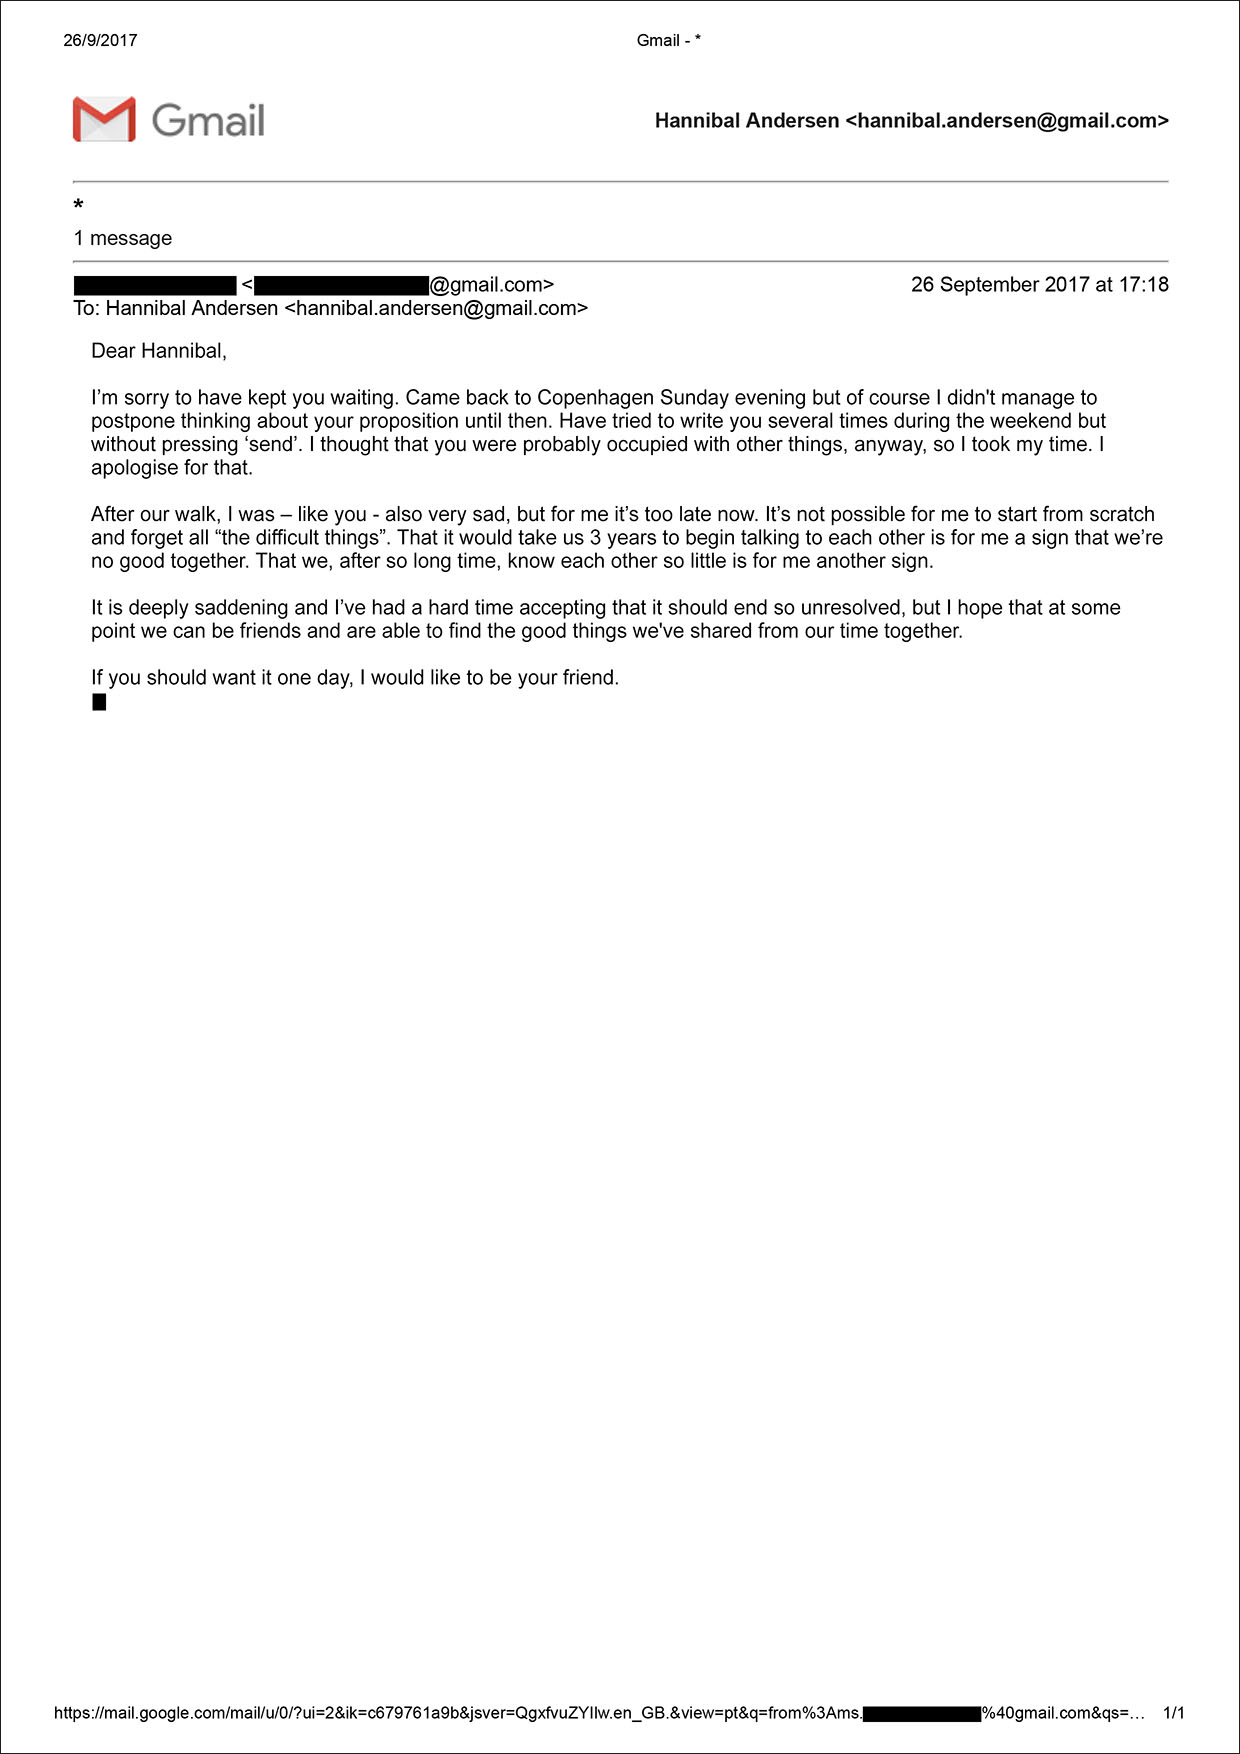 26/9/2017 Gmail - *
Gmail Hannibal Andersen <hannibal.andersen@gmail.com>
*
1 message
< @gmail.com> 26 September 2017 at 17:18
To: Hannibal Andersen <hannibal.andersen@gmail.com>
Dear Hannibal,
I’m sorry to have kept you waiting. Came back to Copenhagen Sunday evening but of course I didn't manage to
postpone thinking about your proposition until then. Have tried to write you several times during the weekend but
without pressing ‘send’. I thought that you were probably occupied with other things, anyway, so I took my time. I
apologise for that.
After our walk, I was – like you - also very sad, but for me it’s too late now. It’s not possible for me to start from scratch
and forget all “the difficult things”. That it would take us 3 years to begin talking to each other is for me a sign that we’re
no good together. That we, after so long time, know each other so little is for me another sign.
It is deeply saddening and I’ve had a hard time accepting that it should end so unresolved, but I hope that at some
point we can be friends and are able to find the good things we've shared from our time together.
If you should want it one day, I would like to be your friend.
https://mail.google.com/mail/u/0/?ui=2&ik=c679761a9b&jsver=QgxfvuZYIlw.en_GB.&view=pt&q=from%3Ams. %40gmail.com&qs=… 1/1